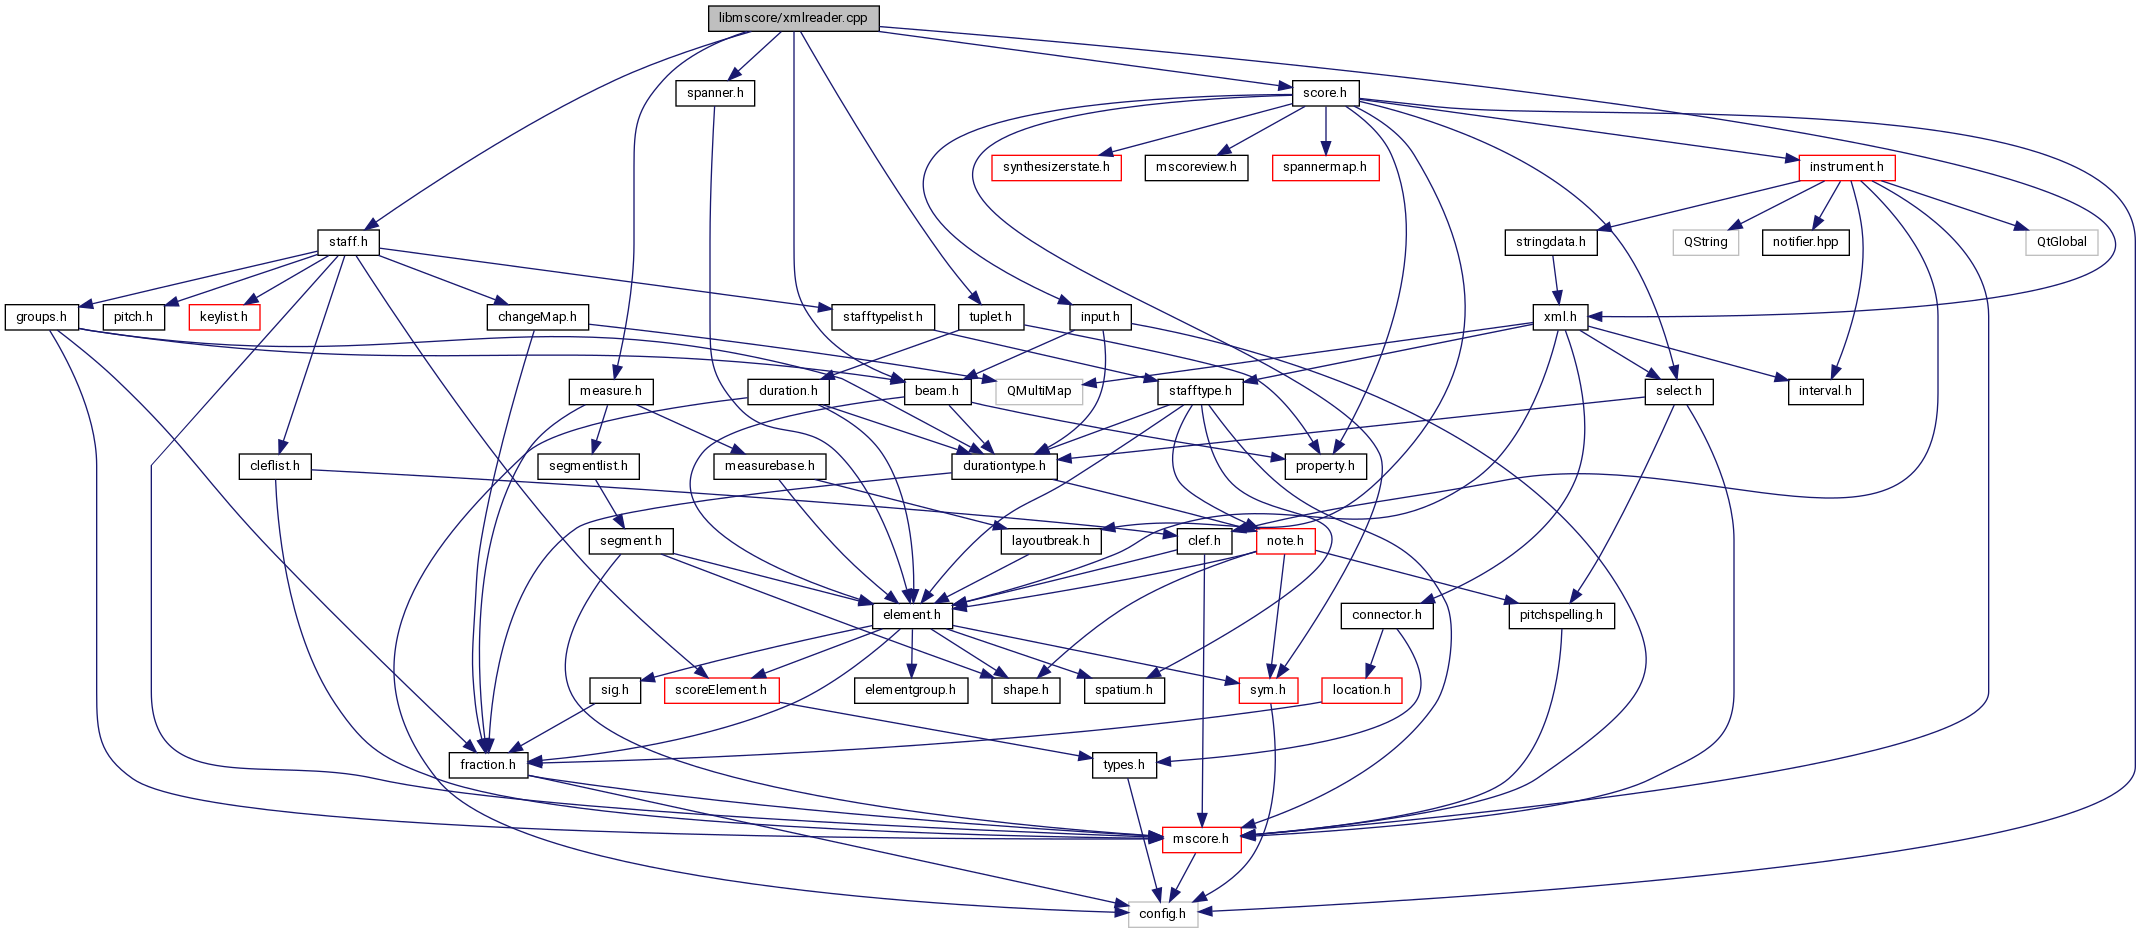 libmscore/xmlreader.cpp
spanner.h
score.h
synthesizerstate.h
mscoreview.h
spannermap.h
instrument.h
staff.h
stringdata.h
QString
notifier.hpp
QtGlobal
groups.h
pitch.h
keylist.h
changeMap.h
stafftypelist.h
tuplet.h
input.h
xml.h
measure.h
duration.h
beam.h
QMultiMap
stafftype.h
select.h
interval.h
cleflist.h
segmentlist.h
measurebase.h
durationtype.h
property.h
segment.h
layoutbreak.h
clef.h
note.h
element.h
connector.h
pitchspelling.h
sig.h
scoreElement.h
elementgroup.h
shape.h
spatium.h
sym.h
location.h
fraction.h
types.h
mscore.h
config.h